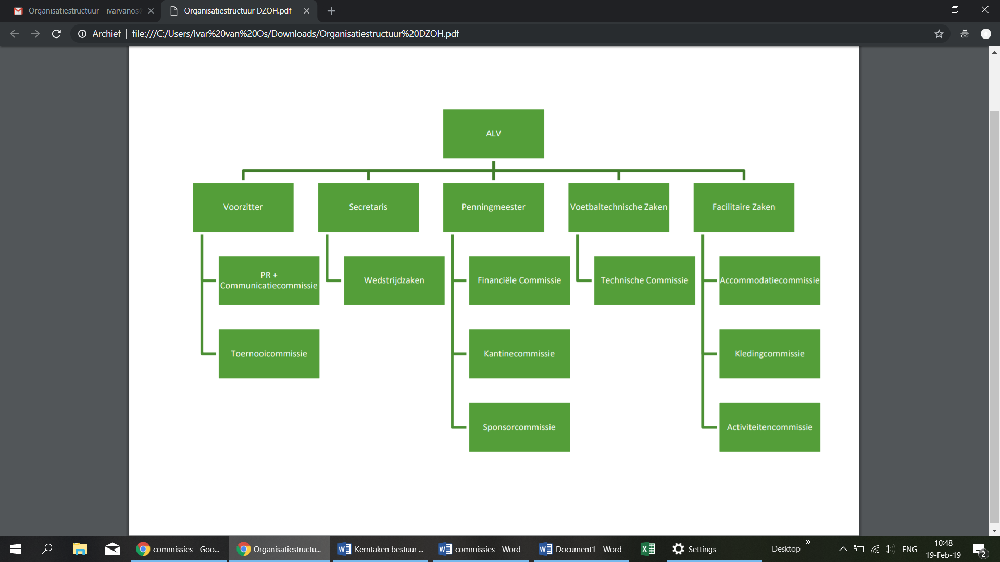 Organisatiestructuur - ivarvanos
Organisatiestructuur DZOH.pdf
Archief
file:///C:/Users/Ivar%20van%20Os/Downloads/Organisatiestructuur%20DZOH.pdf
ALV
Voorzitter
Secretaris
Penningmeester
Voetbaltechnische Zaken
Facilitaire Zaken
PR +
Communicatiecommissie
Wedstrijdzaken
Financiële Commissie
Technische Commissie
Accommodatiecommissie
Toernooicommissie
Kantinecommissie
Kledingcommissie
Sponsorcommissie
Activiteitencommissie
commissies - Goo...
Organisatiestructu...
Kerntaken bestuur ...
commissies - Word
Document1 - Word
Settings
Desktop
ENG
10:48
19-Feb-19
2